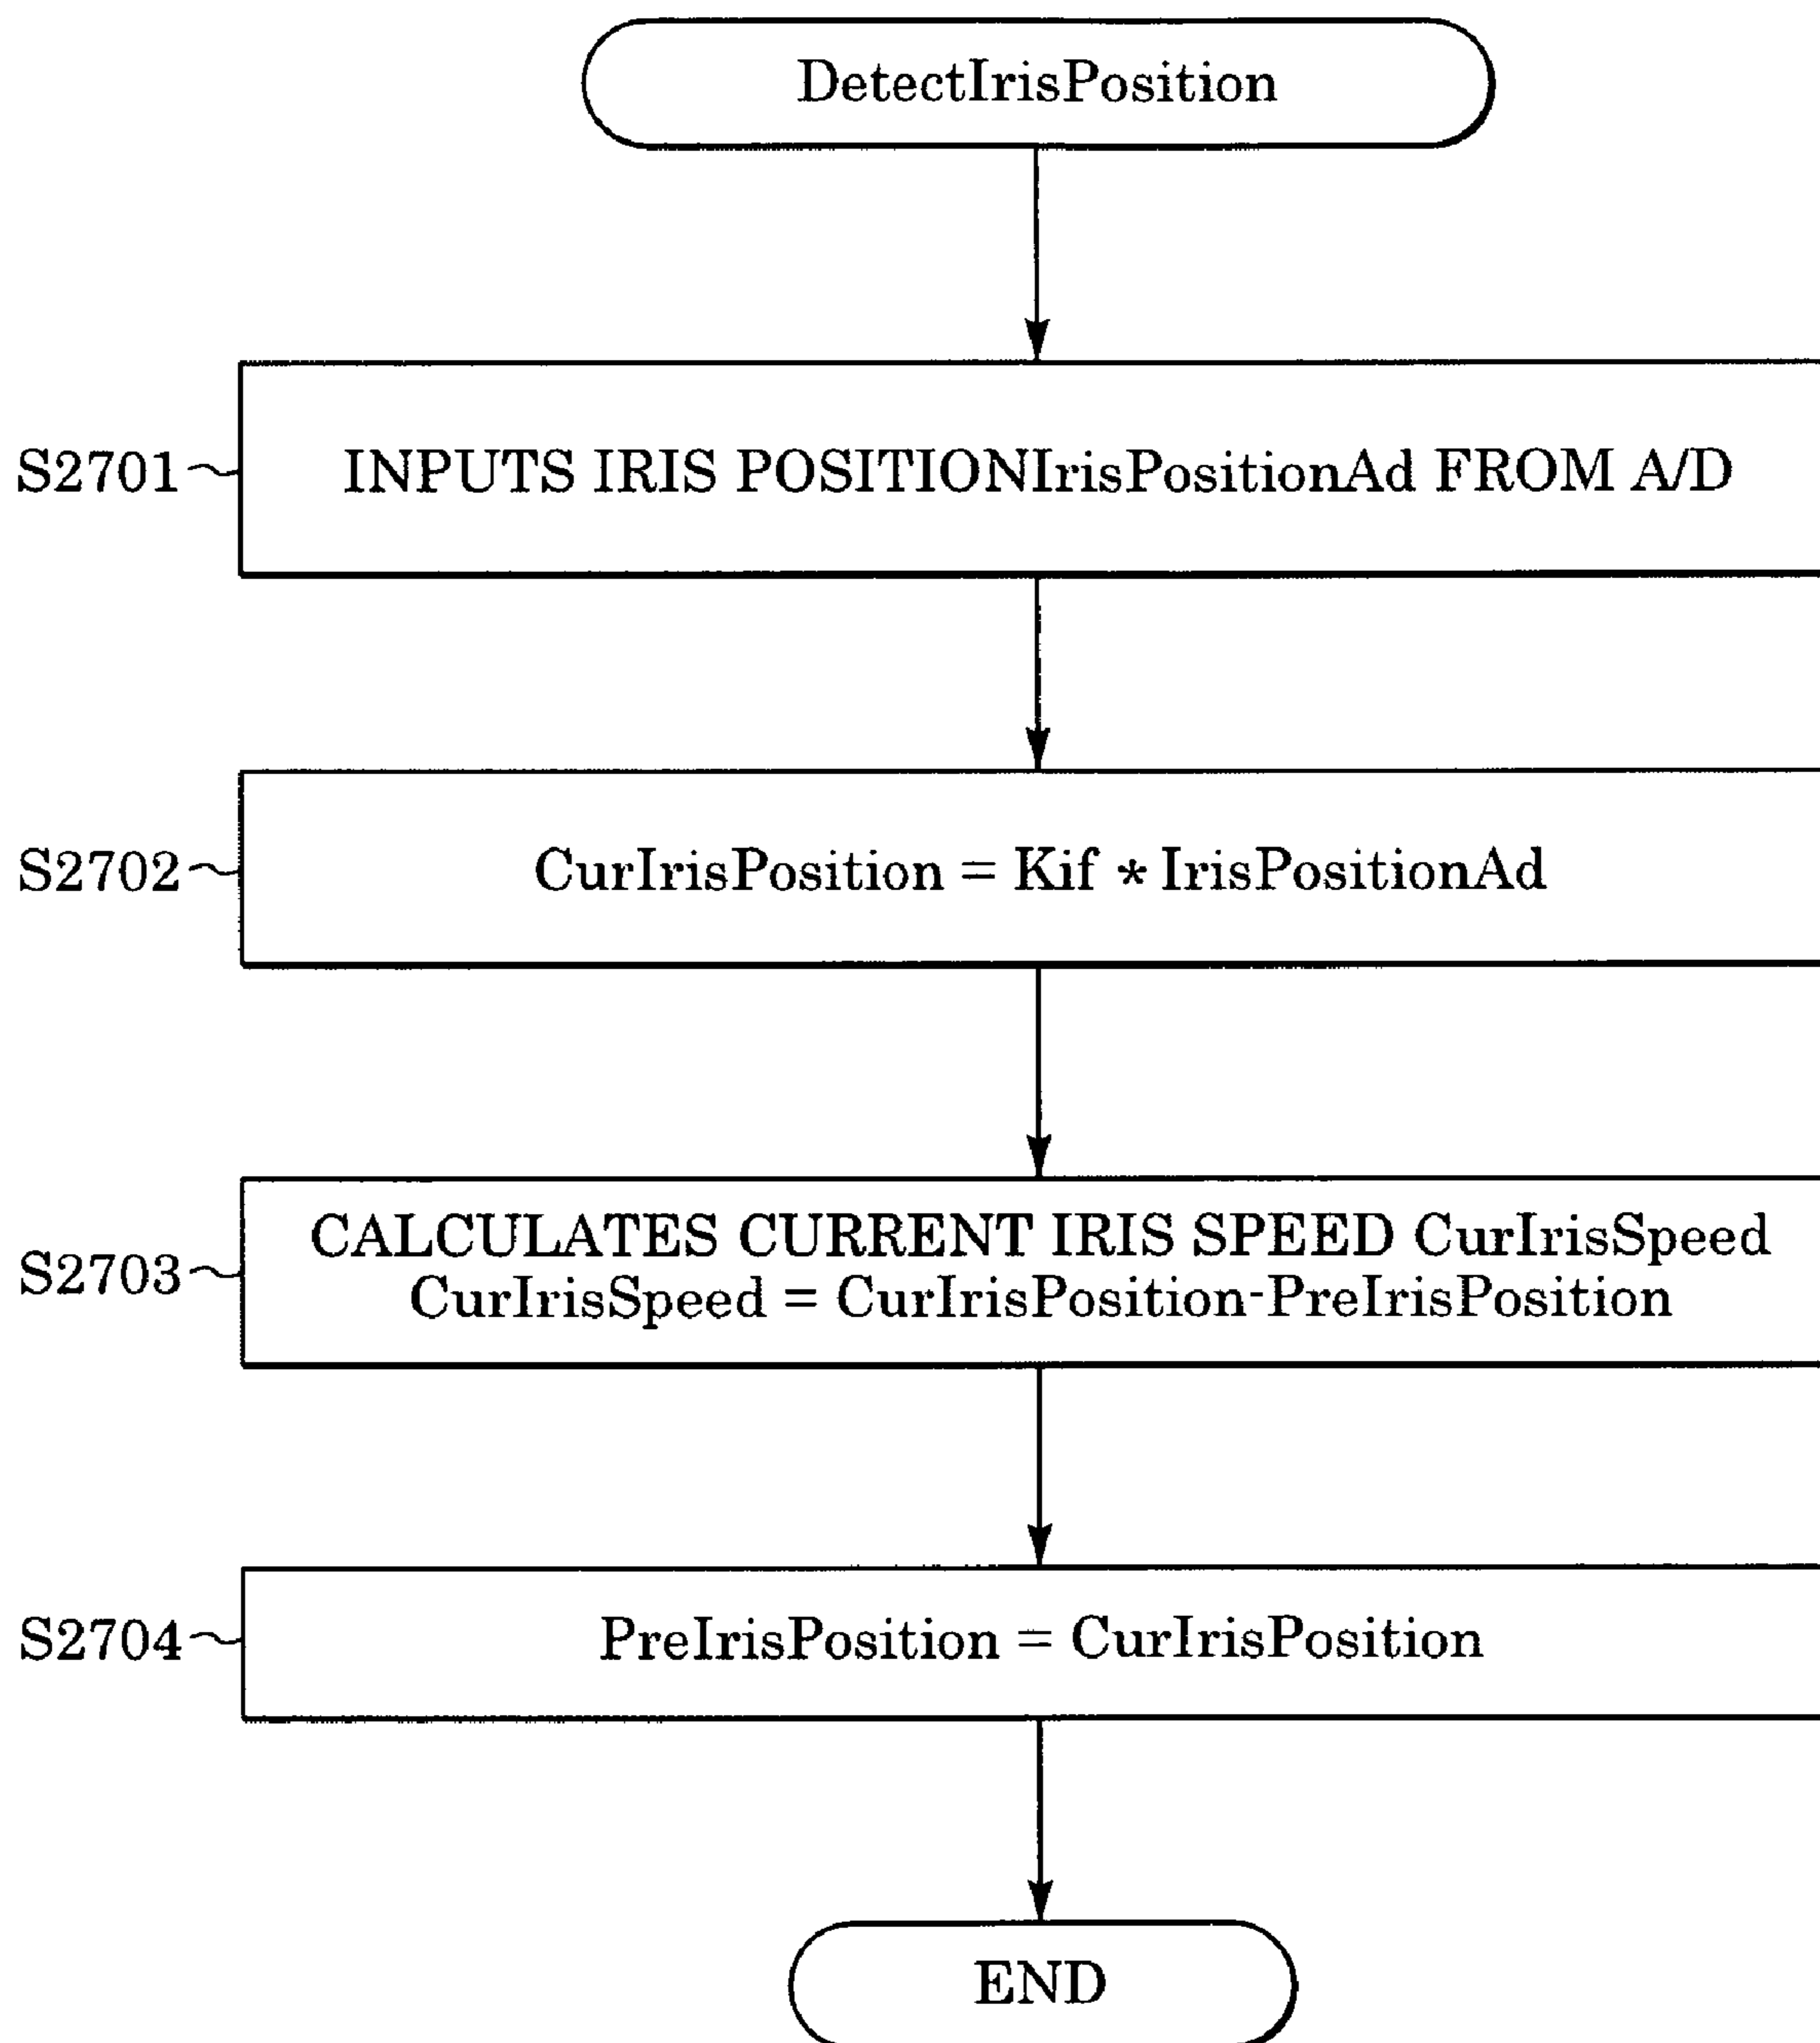 DetectIrisPosition
S2701
INPUTS IRIS POSITIONIrisPositionAd FROM A/D
S2702
CurIrisPosition = Kif * IrisPositionAd
S2703
CALCULATES CURRENT IRIS SPEED CurIrisSpeed
CurIrisSpeed = CurIrisPosition-PreIrisPosition
S2704
PreIrisPosition = CurIrisPosition
END